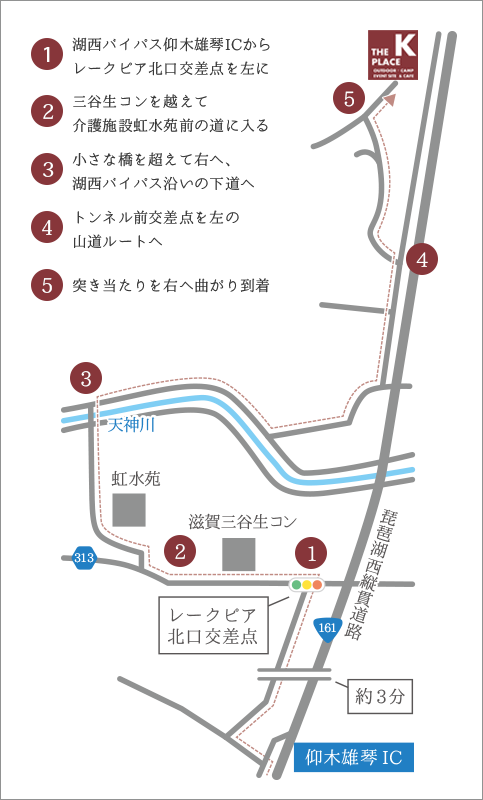 1
湖西バイパス仰木雄琴ICから
レークピア北口交差点を左に
2
三谷生コンを越えて
介護施設虹水苑前の道に入る
3
小さな橋を超えて右へ、
湖西バイパス沿いの下道へ
4
トンネル前交差点を左の
山道ルートへ
5
突き当たりを右へ曲がり到着
THE K
PLACE
OUTDOOR・CAMP
EVENT SITE & CAFE
5
4
3
天神川
虹水苑
滋賀三谷生コン
2
1
313
琵琶湖西縦貫道路
レークピア
北口交差点
161
約3分
仰木雄琴 IC